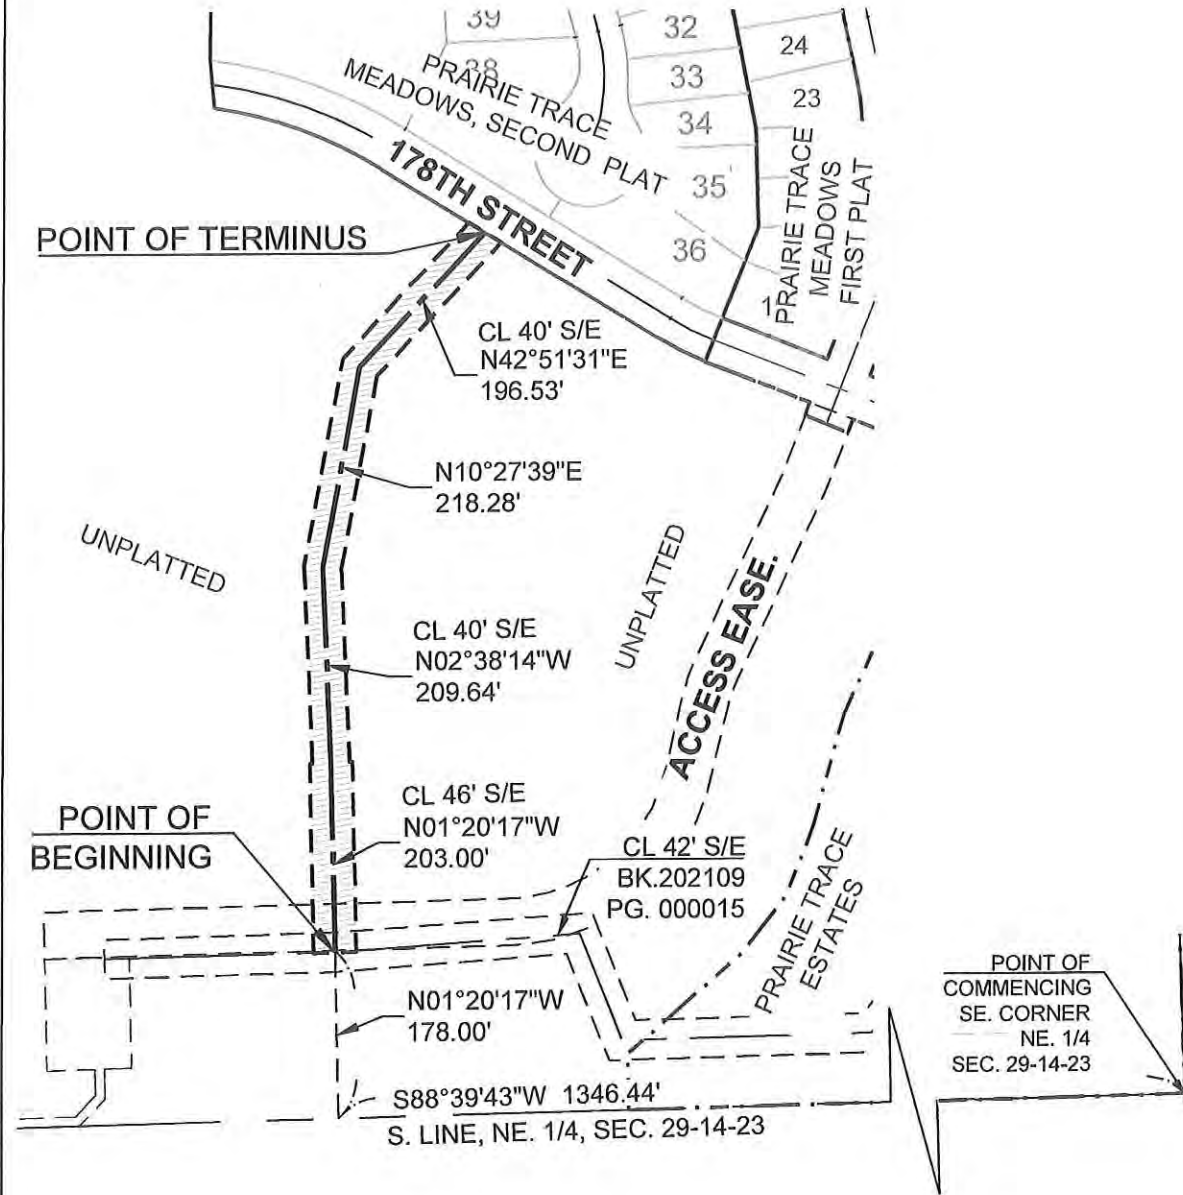 39
38
32
33
34
35
36
24
23
1
PRAIRIE TRACE
MEADOWS, SECOND PLAT
PRAIRIE TRACE
MEADOWS
FIRST PLAT
178TH STREET
POINT OF TERMINUS
CL 40' S/E
N42°51'31"E
196.53'
N10°27'39"E
218.28'
UNPLATTED
UNPLATTED
ACCESS EASE.
CL 40' S/E
N02°38'14"W
209.64'
CL 46' S/E
N01°20'17"W
203.00'
POINT OF
BEGINNING
CL 42' S/E
BK.202109
PG. 000015
PRAIRIE TRACE
ESTATES
N01°20'17"W
178.00'
POINT OF
COMMENCING
SE. CORNER
NE. 1/4
SEC. 29-14-23
S88°39'43"W 1346.44'
S. LINE, NE. 1/4, SEC. 29-14-23